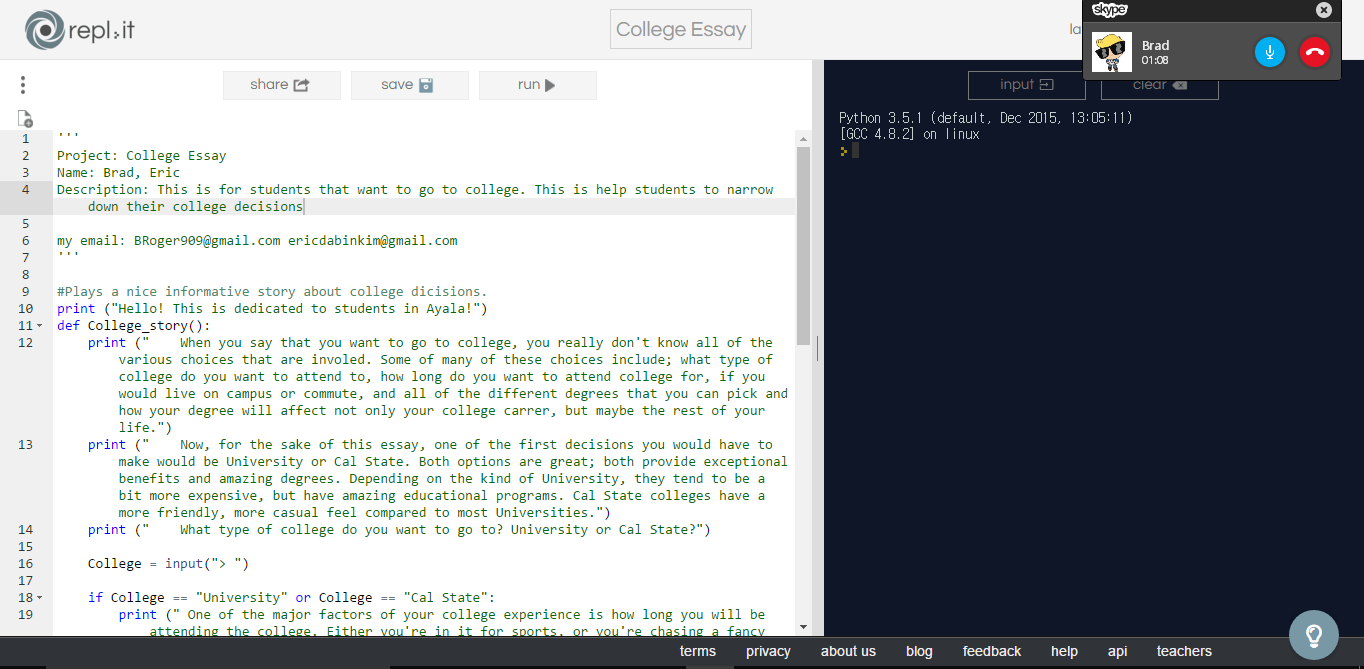 repl.it
College Essay
skype
la
Brad
01:08
share
save
run
input
clear
1 '''
2 Project: College Essay
3 Name: Brad, Eric
4 Description: This is for students that want to go to college. This is help students to narrow
down their college decisions
5
6 my email: BRoger909@gmail.com ericdabinkim@gmail.com
7 '''
8
9 #Plays a nice informative story about college dicisions.
10 print ("Hello! This is dedicated to students in Ayala!")
11 def College_story():
12 print (" When you say that you want to go to college, you really don't know all of the
various choices that are involed. Some of many of these choices include; what type of
college do you want to attend to, how long do you want to attend college for, if you
would live on campus or commute, and all of the different degrees that you can pick and
how your degree will affect not only your college carrer, but maybe the rest of your
life.")
13 print (" Now, for the sake of this essay, one of the first decisions you would have to
make would be University or Cal State. Both options are great; both provide exceptional
benefits and amazing degrees. Depending on the kind of University, they tend to be a
bit more expensive, but have amazing educational programs. Cal State colleges have a
more friendly, more casual feel compared to most Universities.")
14 print (" What type of college do you want to go to? University or Cal State?")
15
16 College = input("> ")
17
18 if College == "University" or College == "Cal State":
19 print (" One of the major factors of your college experience is how long you will be
attending the college. Either you're in it for sports, or you're chasing a fancy
Python 3.5.1 (default, Dec 2015, 13:05:11)
[GCC 4.8.2] on linux
>
terms privacy about us blog feedback help api teachers